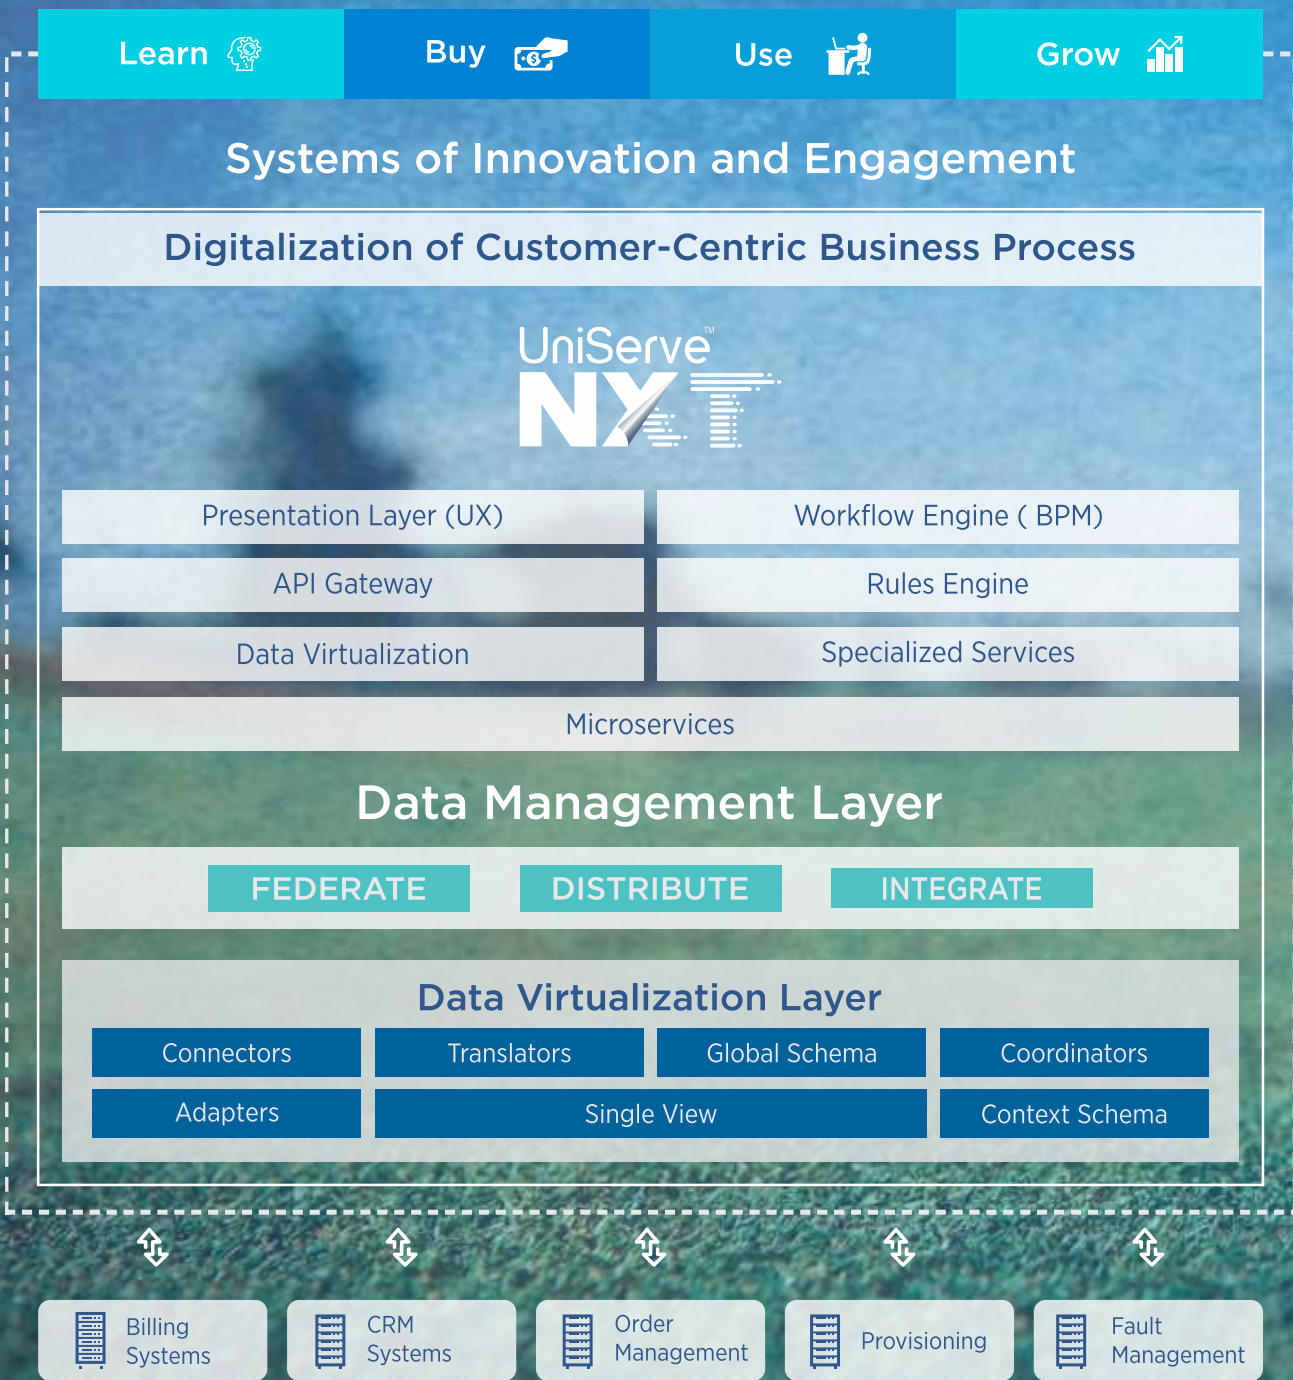 Learn
Buy
Use
Grow
Systems of Innovation and Engagement
Digitalization of Customer-Centric Business Process
UniServe™
NXT
Presentation Layer (UX)
Workflow Engine ( BPM)
API Gateway
Rules Engine
Data Virtualization
Specialized Services
Microservices
Data Management Layer
FEDERATE
DISTRIBUTE
INTEGRATE
Data Virtualization Layer
Connectors
Translators
Global Schema
Coordinators
Adapters
Single View
Context Schema
Billing
Systems
CRM
Systems
Order
Management
Provisioning
Fault
Management